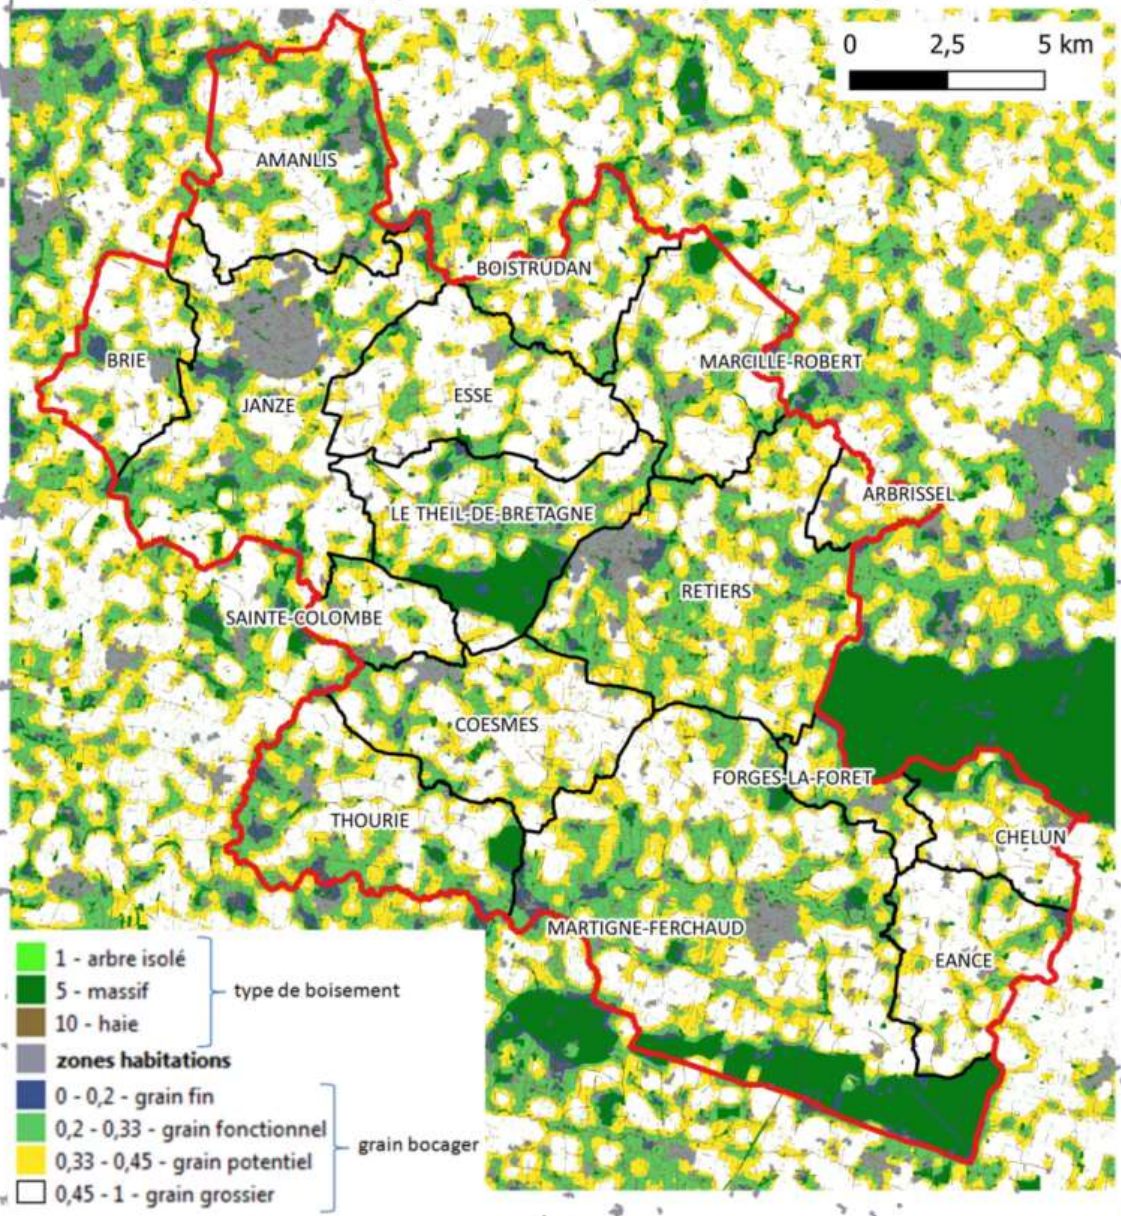 0 2,5 5 km
AMANLIS
BOISTRUDAN
BRIE
MARCILLE-ROBERT
ESSE
JANZE
ARBRISSEL
LE THEIL-DE-BRETAGNE
RETIERS
SAINTE-COLOMBE
COESMES
FORGES-LA-FORET
THOURIE
CHELUN
MARTIGNE-FERCHAUD
EANCE
1 - arbre isolé
5 - massif
type de boisement
10 - haie
zones habitations
0 - 0,2 - grain fin
0,2 - 0,33 - grain fonctionnel
grain bocager
0,33 - 0,45 - grain potentiel
0,45 - 1 - grain grossier